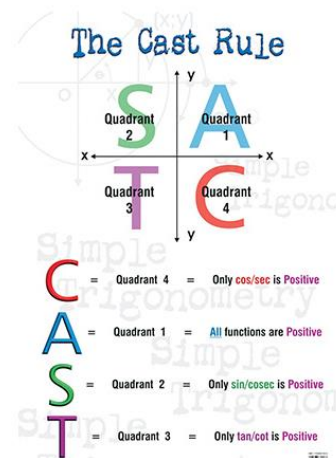 (x;y)
The Cast Rule
y
S A
Quadrant 2 Quadrant 1
x x
T C
Quadrant 3 Quadrant 4
y
Simple Trigonometry
C = Quadrant 4 = Only cos/sec is Positive
A = Quadrant 1 = All functions are Positive
S = Quadrant 2 = Only sin/cosec is Positive
T = Quadrant 3 = Only tan/cot is Positive